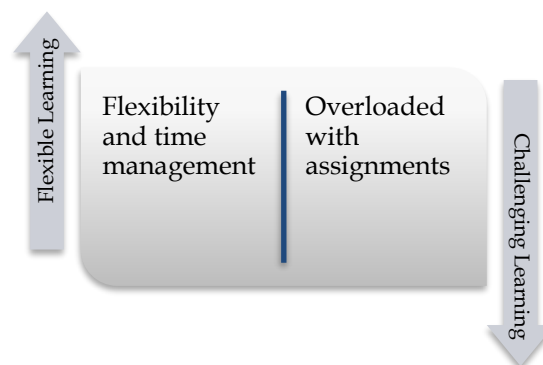 Flexible Learning
Flexibility
and time
management
Overloaded
with
assignments
Challenging Learning